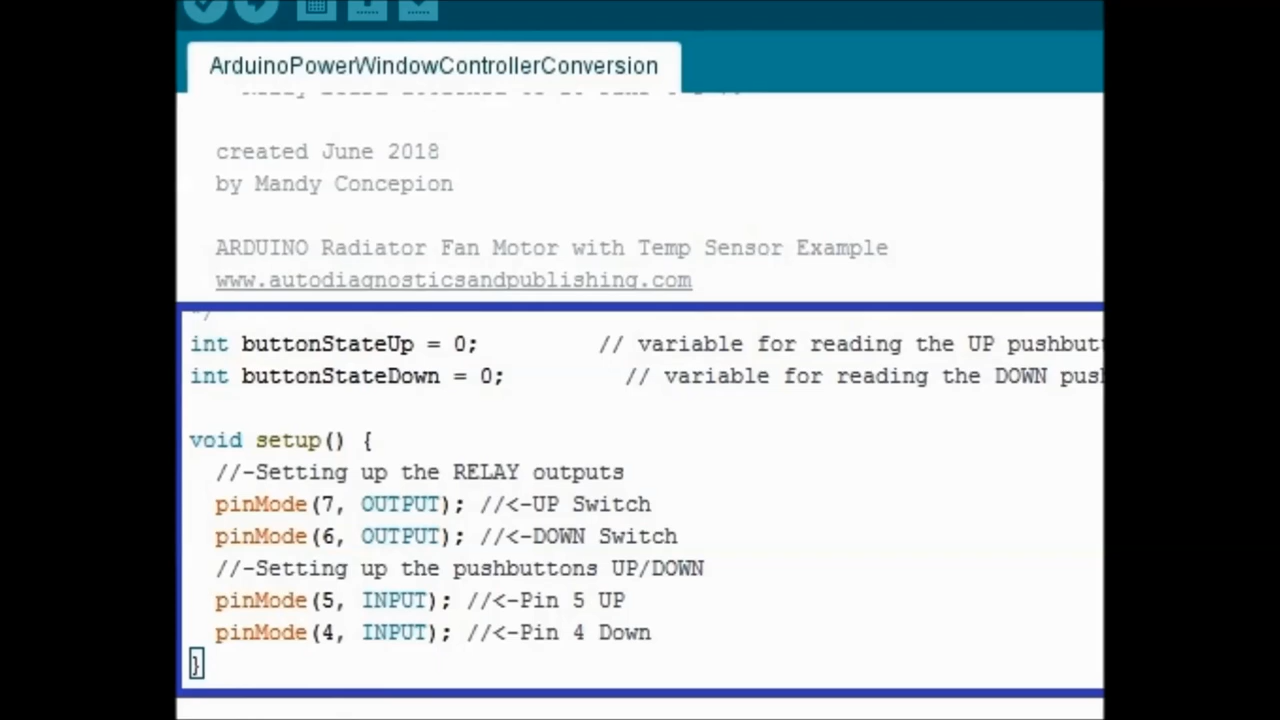 ArduinoPowerWindowControllerConversion
created June 2018
by Mandy Concepion
ARDUINO Radiator Fan Motor with Temp Sensor Example
www.autodiagnosticsandpublishing.com
*/
int buttonStateUp = 0; // variable for reading the UP
int buttonStateDown = 0; // variable for reading the DOWN
void setup() {
//-Setting up the RELAY outputs
pinMode(7, OUTPUT); //<-UP Switch
pinMode(6, OUTPUT); //<-DOWN Switch
//-Setting up the pushbuttons UP/DOWN
pinMode(5, INPUT); //<-Pin 5 UP
pinMode(4, INPUT); //<-Pin 4 Down
}